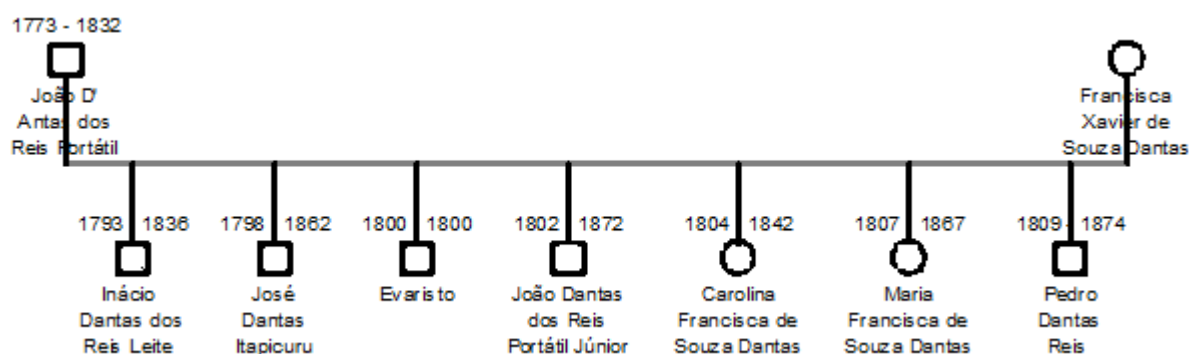 1773 - 1832
João D'
Antas dos
Reis Portátil
Francisca
Xavier de
Souza Dantas
1793 1836
Inácio
Dantas dos
Reis Leite
1798 1862
José
Dantas
Itapicuru
1800 1800
Evaristo
1802 1872
João Dantas
dos Reis
Portátil Júnior
1804 1842
Carolina
Francisca de
Souza Dantas
1807 1867
Maria
Francisca de
Souza Dantas
1809 - 1874
Pedro
Dantas
Reis